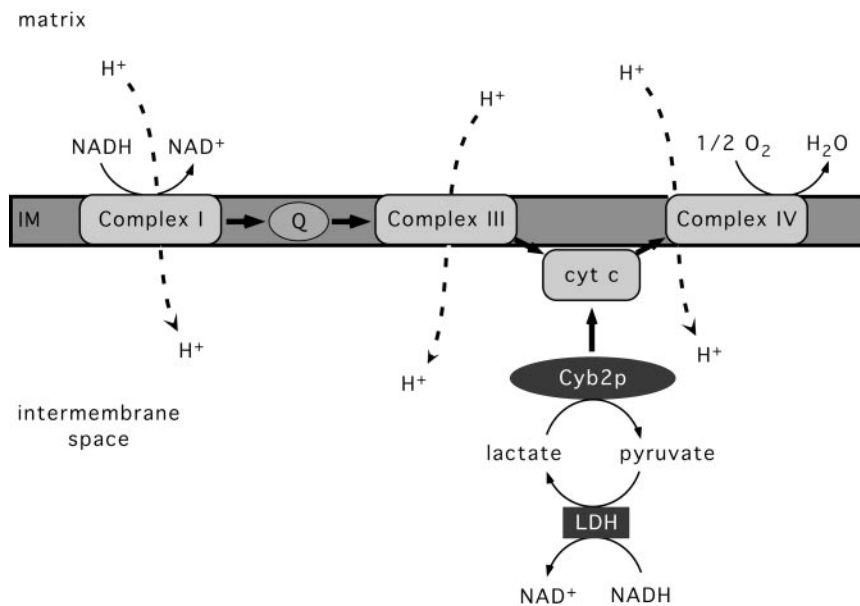 matrix
H+
H+
H+
NADH
NAD+
1/2 O2
H2O
IM
Complex I
Q
Complex III
Complex IV
cyt c
H+
H+
H+
Cyb2p
intermembrane
space
lactate
pyruvate
LDH
NAD+
NADH